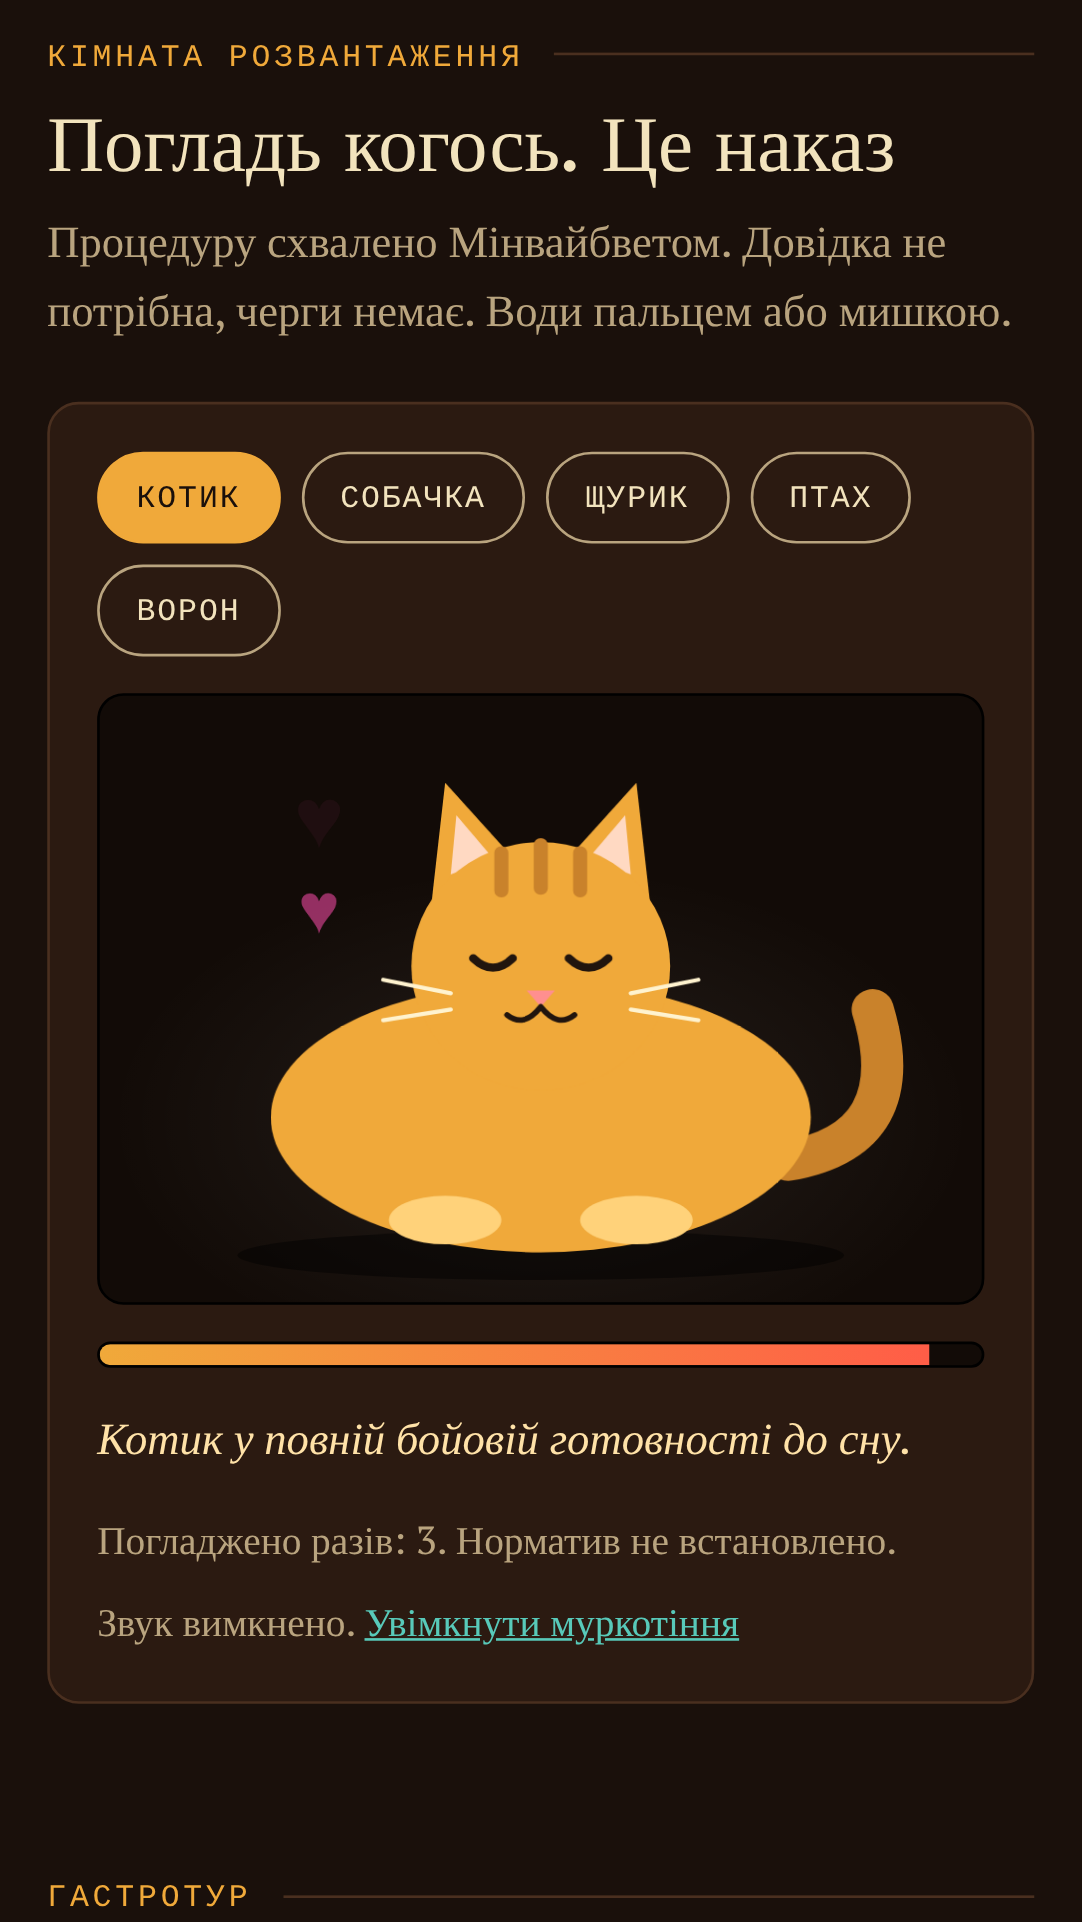 КІМНАТА РОЗВАНТАЖЕННЯ
Погладь когось. Це наказ
Процедуру схвалено Мінвайбветом. Довідка не
потрібна, черги немає. Води пальцем або мишкою.
КОТИК
СОБАЧКА
ЩУРИК
ПТАХ
ВОРОН
Котик у повній бойовій готовності до сну.
Погладжено разів: 3. Норматив не встановлено.
Звук вимкнено. Увімкнути муркотіння
ГАСТРОТУР